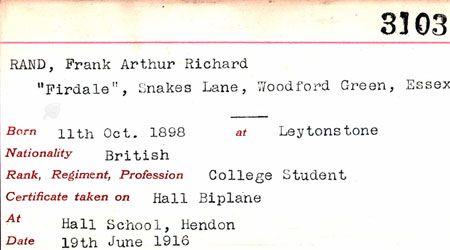 3103
RAND, Frank Arthur Richard
"Firdale", Snakes Lane, Woodford Green, Essex
Born 11th Oct. 1898 at Leytonstone
Nationality British
Rank, Regiment, Profession College Student
Certificate taken on Hall Biplane
At Hall School, Hendon
Date 19th June 1916